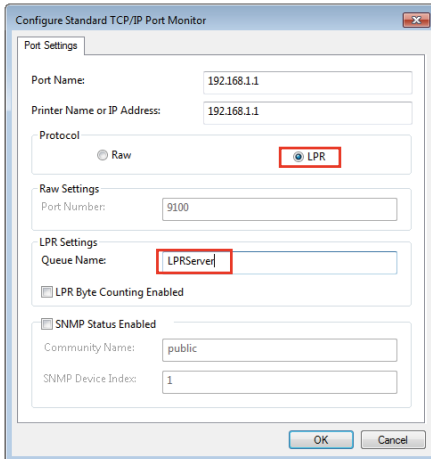 Configure Standard TCP/IP Port Monitor
Port Settings
Port Name: 192.168.1.1
Printer Name or IP Address: 192.168.1.1
Protocol
Raw LPR
Raw Settings
Port Number: 9100
LPR Settings
Queue Name: LPRServer
LPR Byte Counting Enabled
SNMP Status Enabled
Community Name: public
SNMP Device Index: 1
OK Cancel